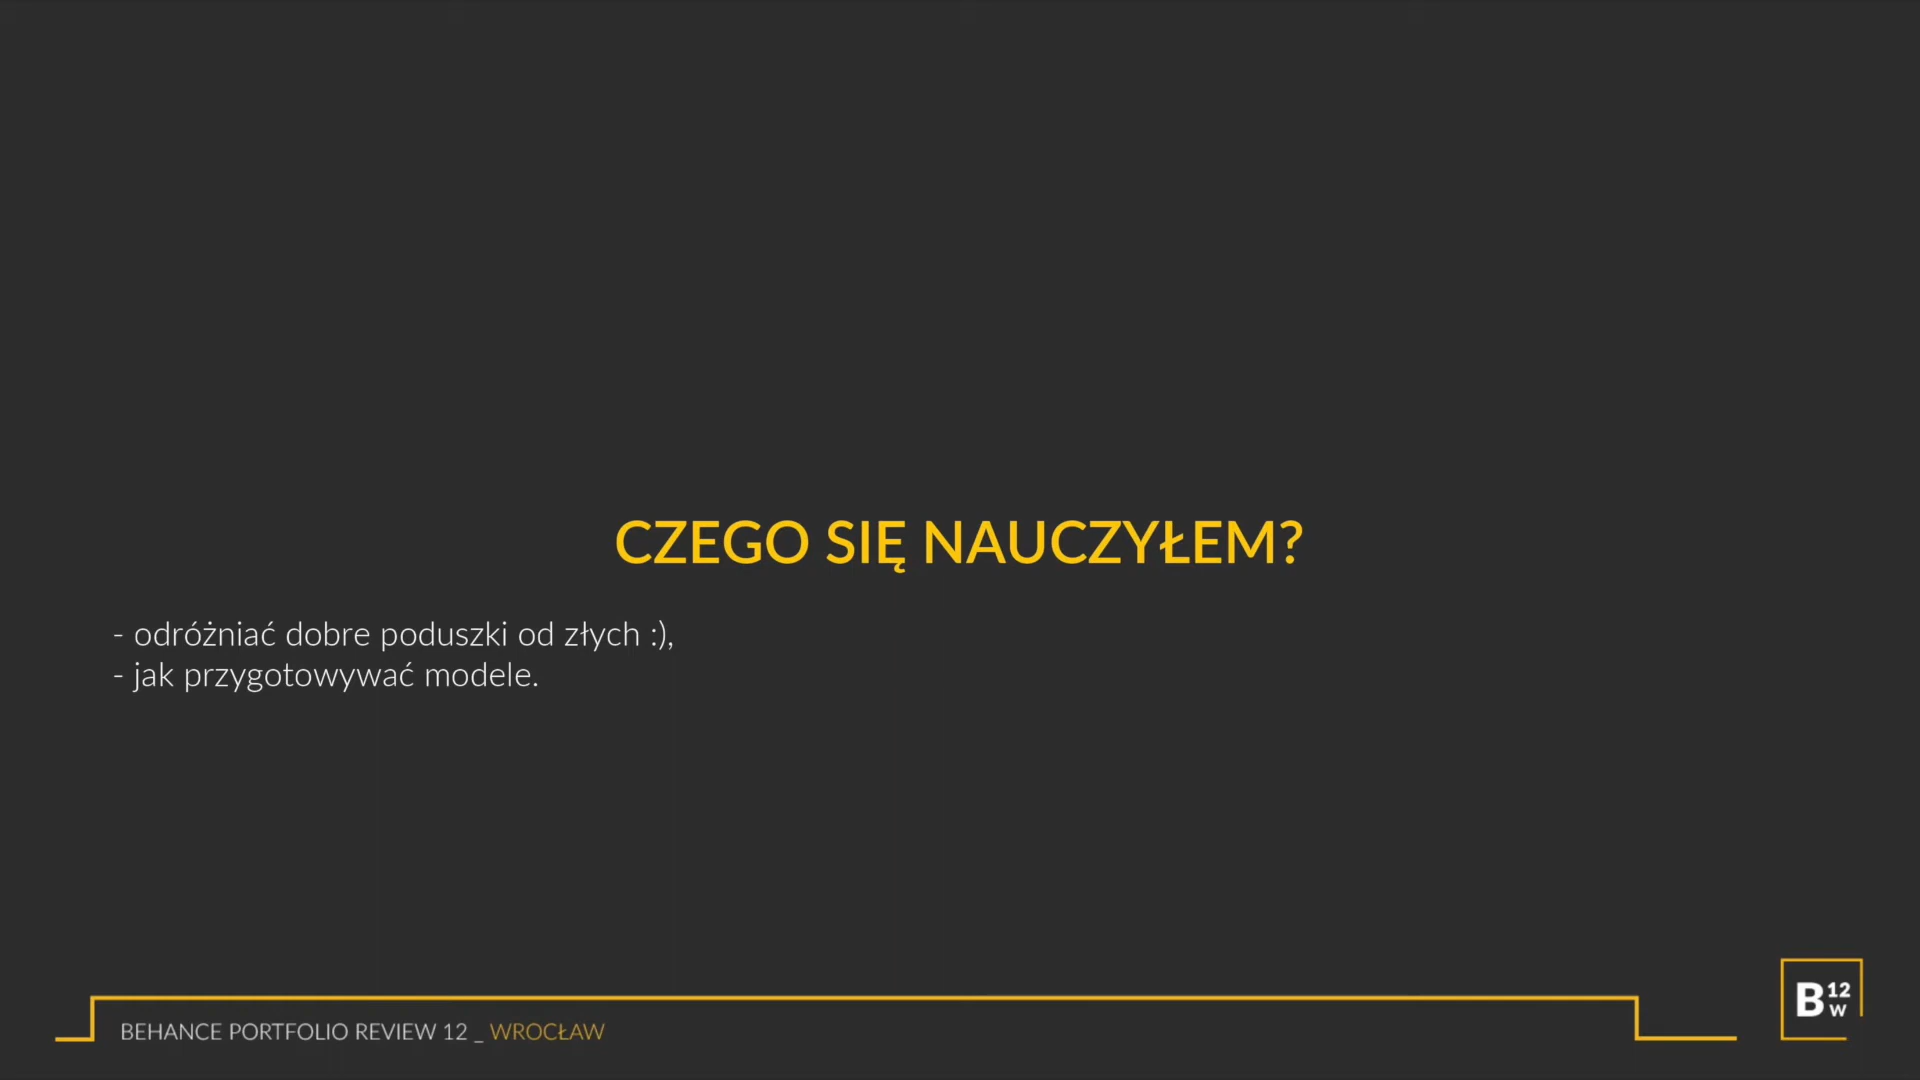 CZEGO SIĘ NAUCZYŁEM?
- odróżniać dobre poduszki od złych :),
- jak przygotowywać modele.
BEHANCE PORTFOLIO REVIEW 12 _ WROCŁAW
B 12 W